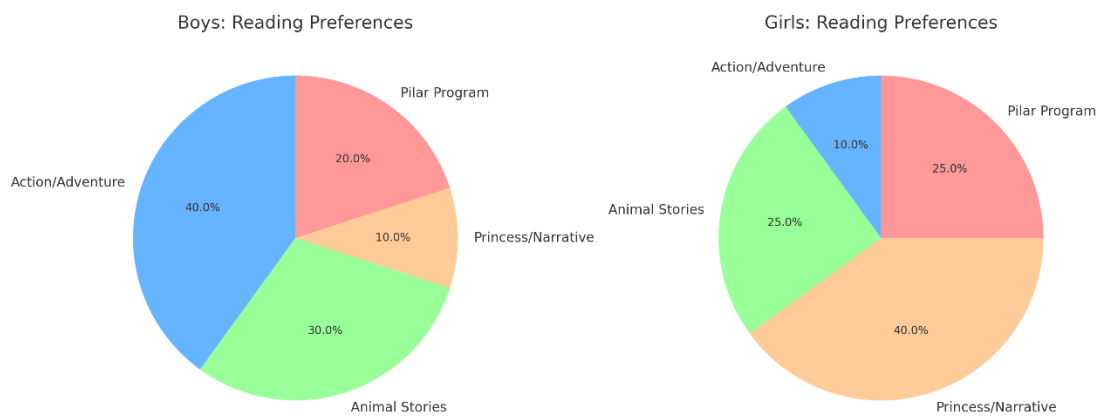 Boys: Reading Preferences
Pilar Program
20.0%
Action/Adventure
40.0%
10.0%
Princess/Narrative
30.0%
Animal Stories
Girls: Reading Preferences
Action/Adventure
Pilar Program
10.0%
25.0%
Animal Stories
25.0%
40.0%
Princess/Narrative